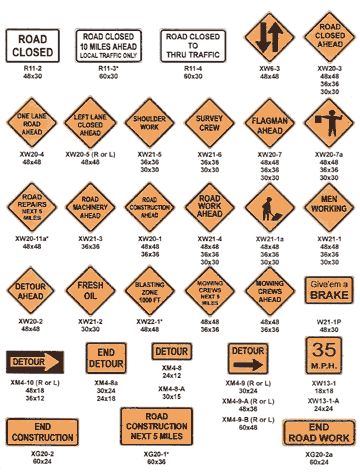 ROAD
CLOSED
R11-2
48x30
ROAD CLOSED
10 MILES AHEAD
LOCAL TRAFFIC ONLY
R11-3*
60x30
ROAD CLOSED
TO
THRU TRAFFIC
R11-4
60x30
XW6-3
48x48
ROAD
CLOSED
AHEAD
XW20-3
48x48
36x36
30x30
ONE LANE
ROAD
AHEAD
XW20-4
48x48
LEFT LANE
CLOSED
AHEAD
XW20-5 (R or L)
48x48
SHOULDER
WORK
XW21-5
36x36
30x30
SURVEY
CREW
XW21-6
36x36
30x30
FLAGMAN
AHEAD
XW20-7
48x48
36x36
30x30
XW20-7a
48x48
36x36
30x30
ROAD
REPAIRS
NEXT 5
MILES
XW20-11a*
48x48
ROAD
MACHINERY
AHEAD
XW21-3
36x36
ROAD
CONSTRUCTION
AHEAD
XW20-1
48x48
36x36
ROAD
WORK
AHEAD
XW21-4
48x48
36x36
30x30
XW21-1a
48x48
36x36
30x30
MEN
WORKING
XW21-1
48x48
36x36
30x30
DETOUR
AHEAD
XW20-2
48x48
FRESH
OIL
XW21-2
30x30
BLASTING
ZONE
1000 FT
XW22-1*
48x48
MOWING
CREWS
NEXT 5
MILES
48x48
36x36
MOWING
CREWS
AHEAD
48x48
36x36
Give'em a
BRAKE
W21-1P
48x30
DETOUR
XM4-10 (R or L)
48x18
36x12
END
DETOUR
XM4-8a
30x24
24x18
DETOUR
XM4-8
24x12
XM4-8-A
30x15
DETOUR
XM4-9 (R or L)
30x24
XM4-9-A (R or L)
48x36
XM4-9-B (R or L)
60x48
35
M.P.H.
XW13-1
18x18
XW13-1-A
24x24
END
CONSTRUCTION
XG20-2
60x24
ROAD
CONSTRUCTION
NEXT 5 MILES
XG20-1*
60x36
END
ROAD WORK
XG20-2a
60x24